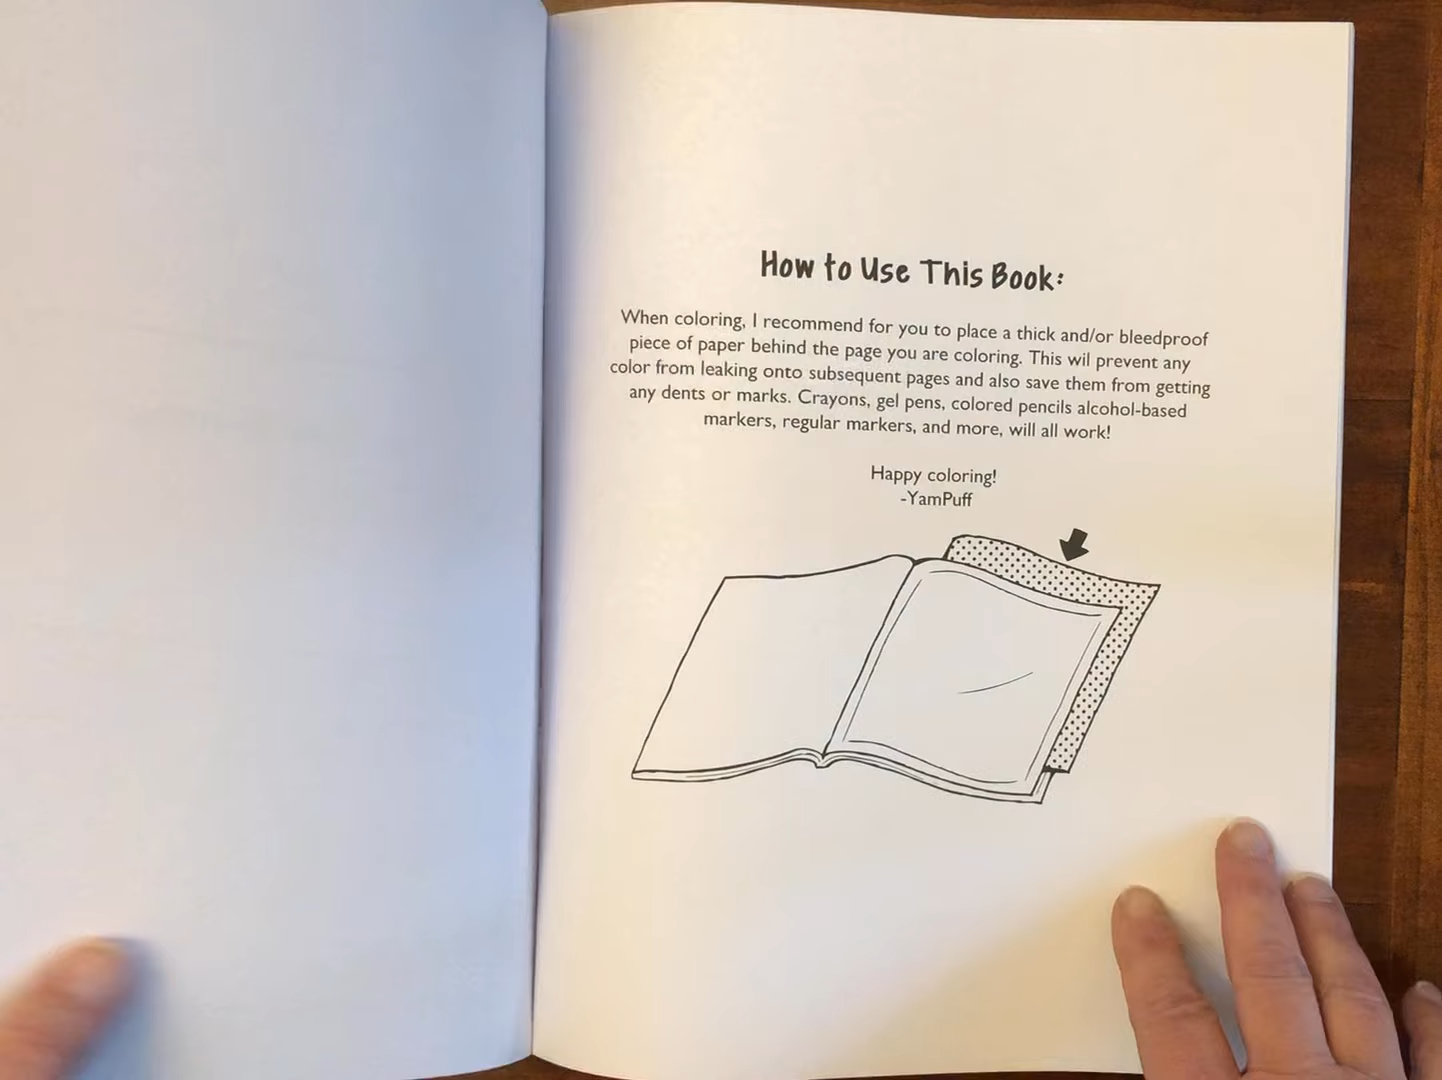 How to Use This Book:
When coloring, I recommend for you to place a thick and/or bleedproof
piece of paper behind the page you are coloring. This wil prevent any
color from leaking onto subsequent pages and also save them from getting
any dents or marks. Crayons, gel pens, colored pencils alcohol-based
markers, regular markers, and more, will all work!
Happy coloring!
-YamPuff